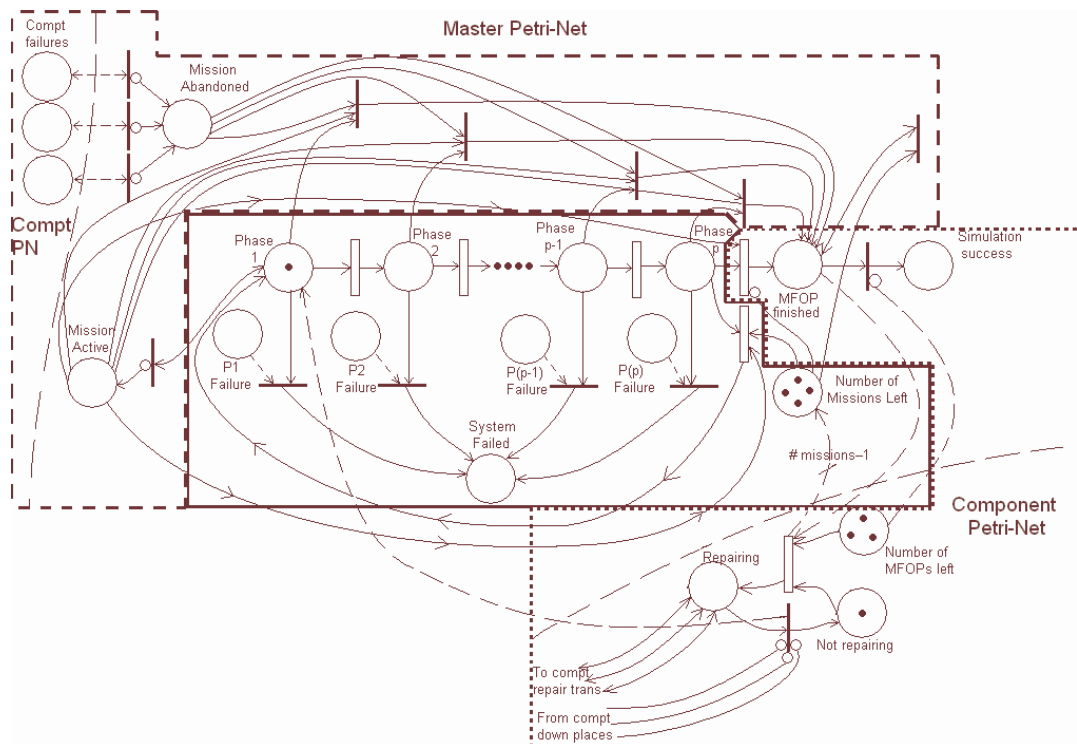 Compt
failures
Master Petri-Net
Mission
Abandoned
Compt
PN
Phase
1
Phase
2
Phase
p-1
Phase
p
Simulation
success
MFOP
finished
Mission
Active
P1
Failure
P2
Failure
P(p-1)
Failure
P(p)
Failure
Number of
Missions Left
System
Failed
# missions–1
Component
Petri-Net
Repairing
Number of
MFOPs left
Not repairing
To compt
repair trans
From compt
down places